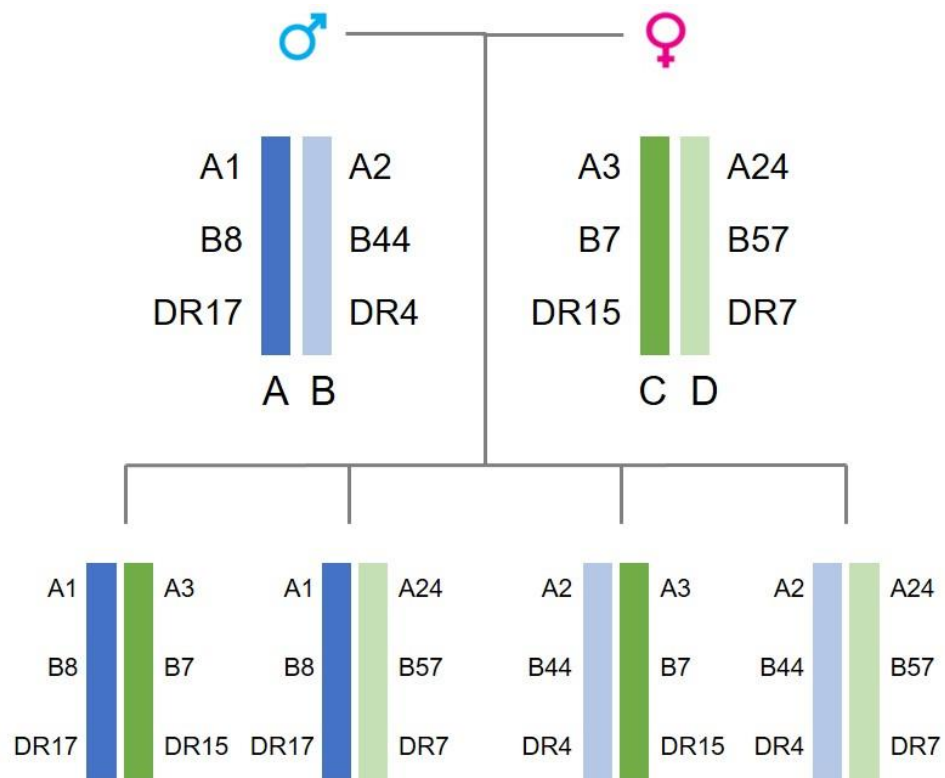 A1 A2 A3 A24
B8 B44 B7 B57
DR17 DR4 DR15 DR7
A B C D
A1 A3 A1 A24 A2 A3 A2 A24
B8 B7 B8 B57 B44 B7 B44 B57
DR17 DR15 DR17 DR7 DR4 DR15 DR4 DR7